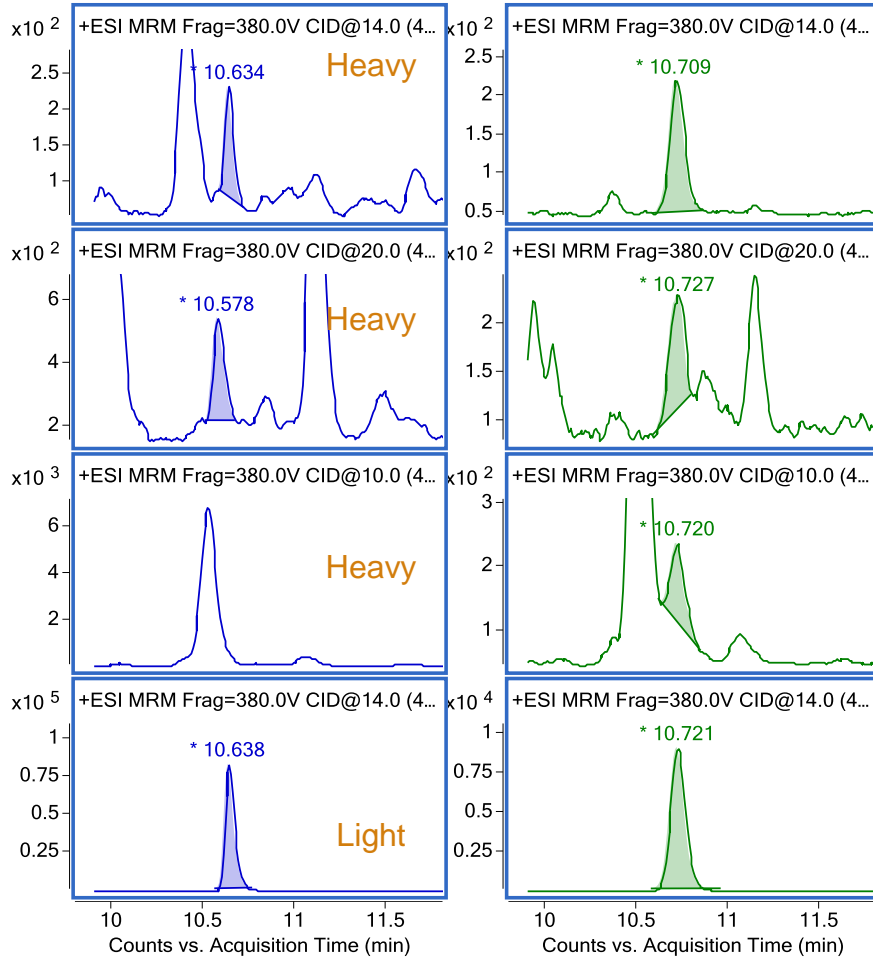 x10 2
+ESI MRM Frag=380.0V CID@14.0 (4...
2.5
2
1.5
1
* 10.634
Heavy
x10 2
+ESI MRM Frag=380.0V CID@14.0 (4...
2.5
2
1.5
1
0.5
* 10.709
x10 2
+ESI MRM Frag=380.0V CID@20.0 (4...
6
4
2
* 10.578
Heavy
x10 2
+ESI MRM Frag=380.0V CID@20.0 (4...
2
1.5
1
* 10.727
x10 3
+ESI MRM Frag=380.0V CID@10.0 (4...
6
4
2
Heavy
x10 2
+ESI MRM Frag=380.0V CID@10.0 (4...
3
2
1
* 10.720
x10 5
+ESI MRM Frag=380.0V CID@14.0 (4...
1
0.75
0.5
0.25
* 10.638
Light
x10 4
+ESI MRM Frag=380.0V CID@14.0 (4...
1
0.75
0.5
0.25
* 10.721
10 10.5 11 11.5
Counts vs. Acquisition Time (min)
10 10.5 11 11.5
Counts vs. Acquisition Time (min)